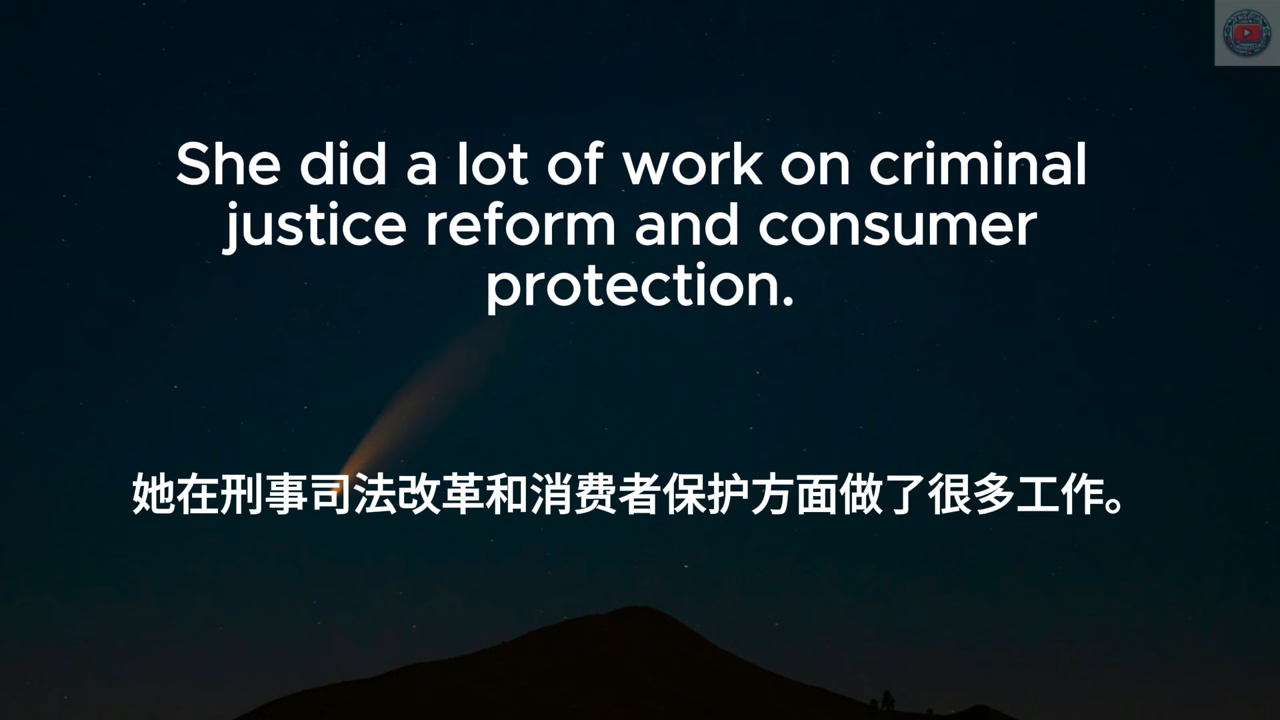 She did a lot of work on criminal
justice reform and consumer
protection.
她在刑事司法改革和消费者保护方面做了很多工作。